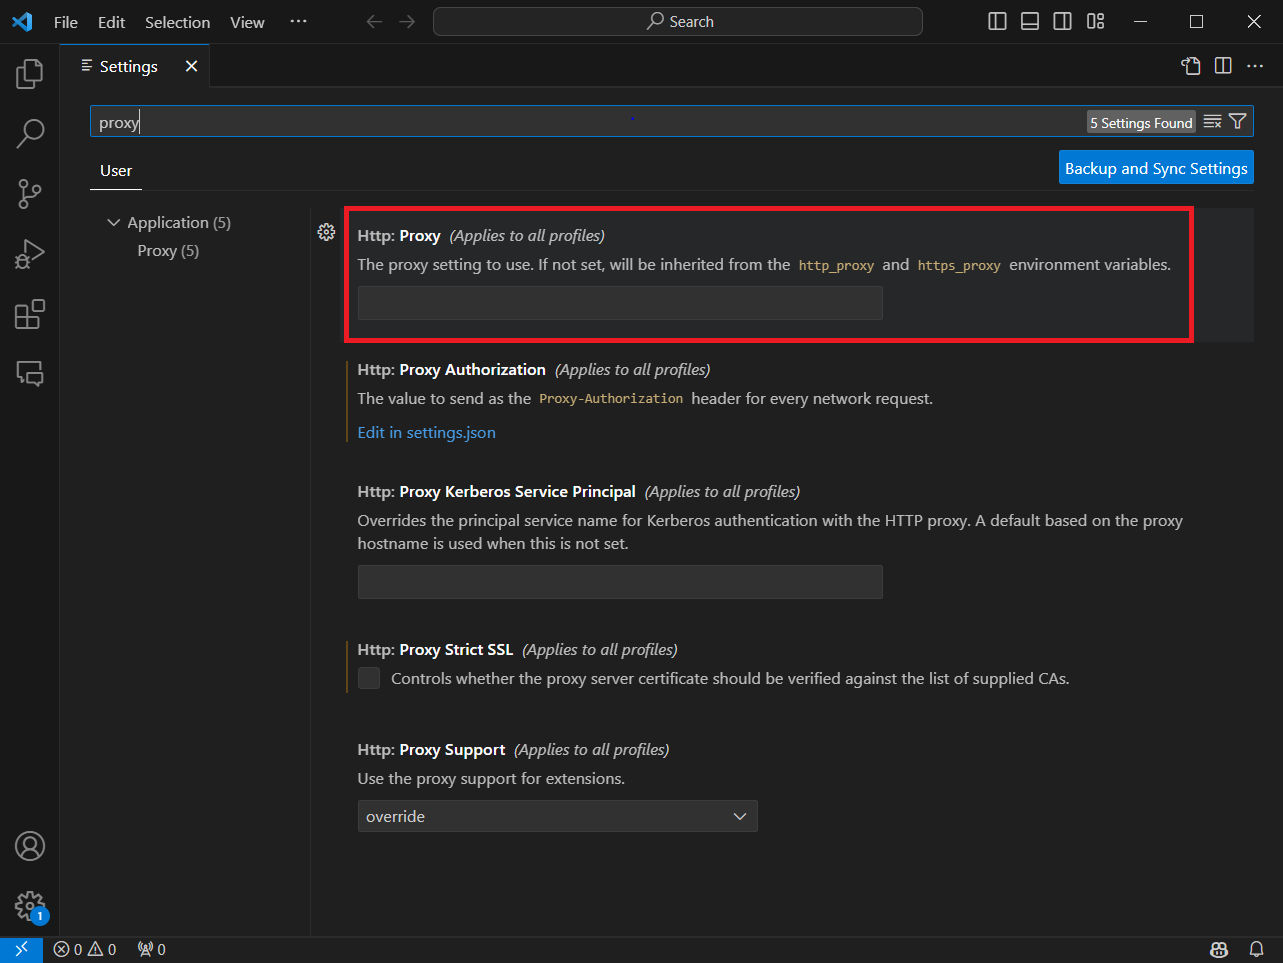 File Edit Selection View ··· Search
Settings
proxy 5 Settings Found
User Backup and Sync Settings
Application (5)
Proxy (5)
Http: Proxy (Applies to all profiles)
The proxy setting to use. If not set, will be inherited from the http_proxy and https_proxy environment variables.
Http: Proxy Authorization (Applies to all profiles)
The value to send as the Proxy-Authorization header for every network request.
Edit in settings.json
Http: Proxy Kerberos Service Principal (Applies to all profiles)
Overrides the principal service name for Kerberos authentication with the HTTP proxy. A default based on the proxy
hostname is used when this is not set.
Http: Proxy Strict SSL (Applies to all profiles)
Controls whether the proxy server certificate should be verified against the list of supplied CAs.
Http: Proxy Support (Applies to all profiles)
Use the proxy support for extensions.
override
1
0 0 0